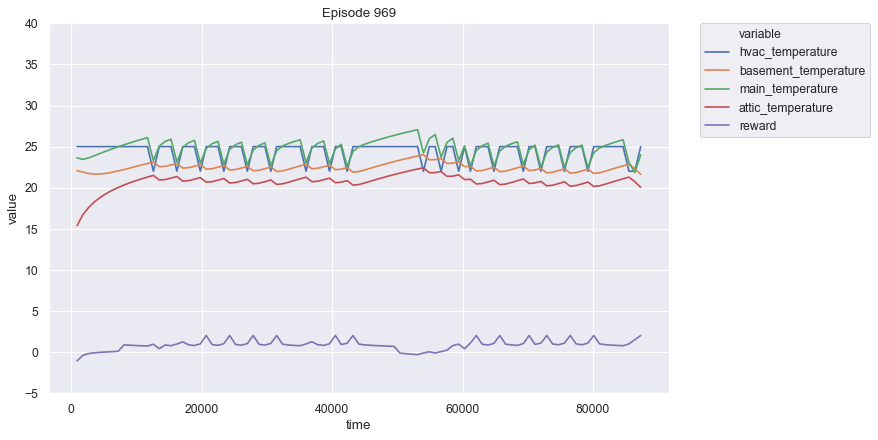 Episode 969
40
35
30
25
20
15
10
5
0
−5
value
0
20000
40000
60000
80000
time
variable
hvac_temperature
basement_temperature
main_temperature
attic_temperature
reward